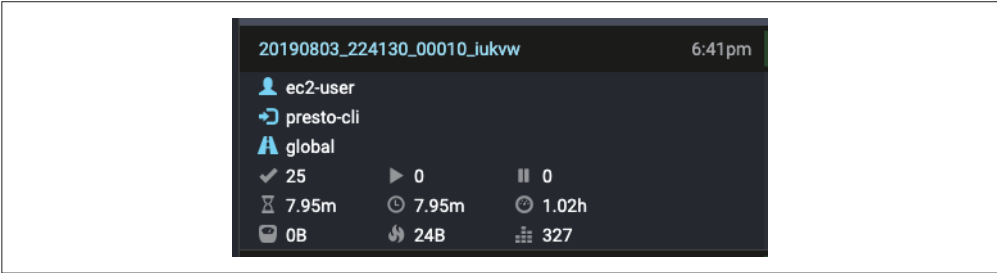 20190803_224130_00010_iukvw 6:41pm
ec2-user
presto-cli
global
25 0 0
7.95m 7.95m 1.02h
0B 24B 327